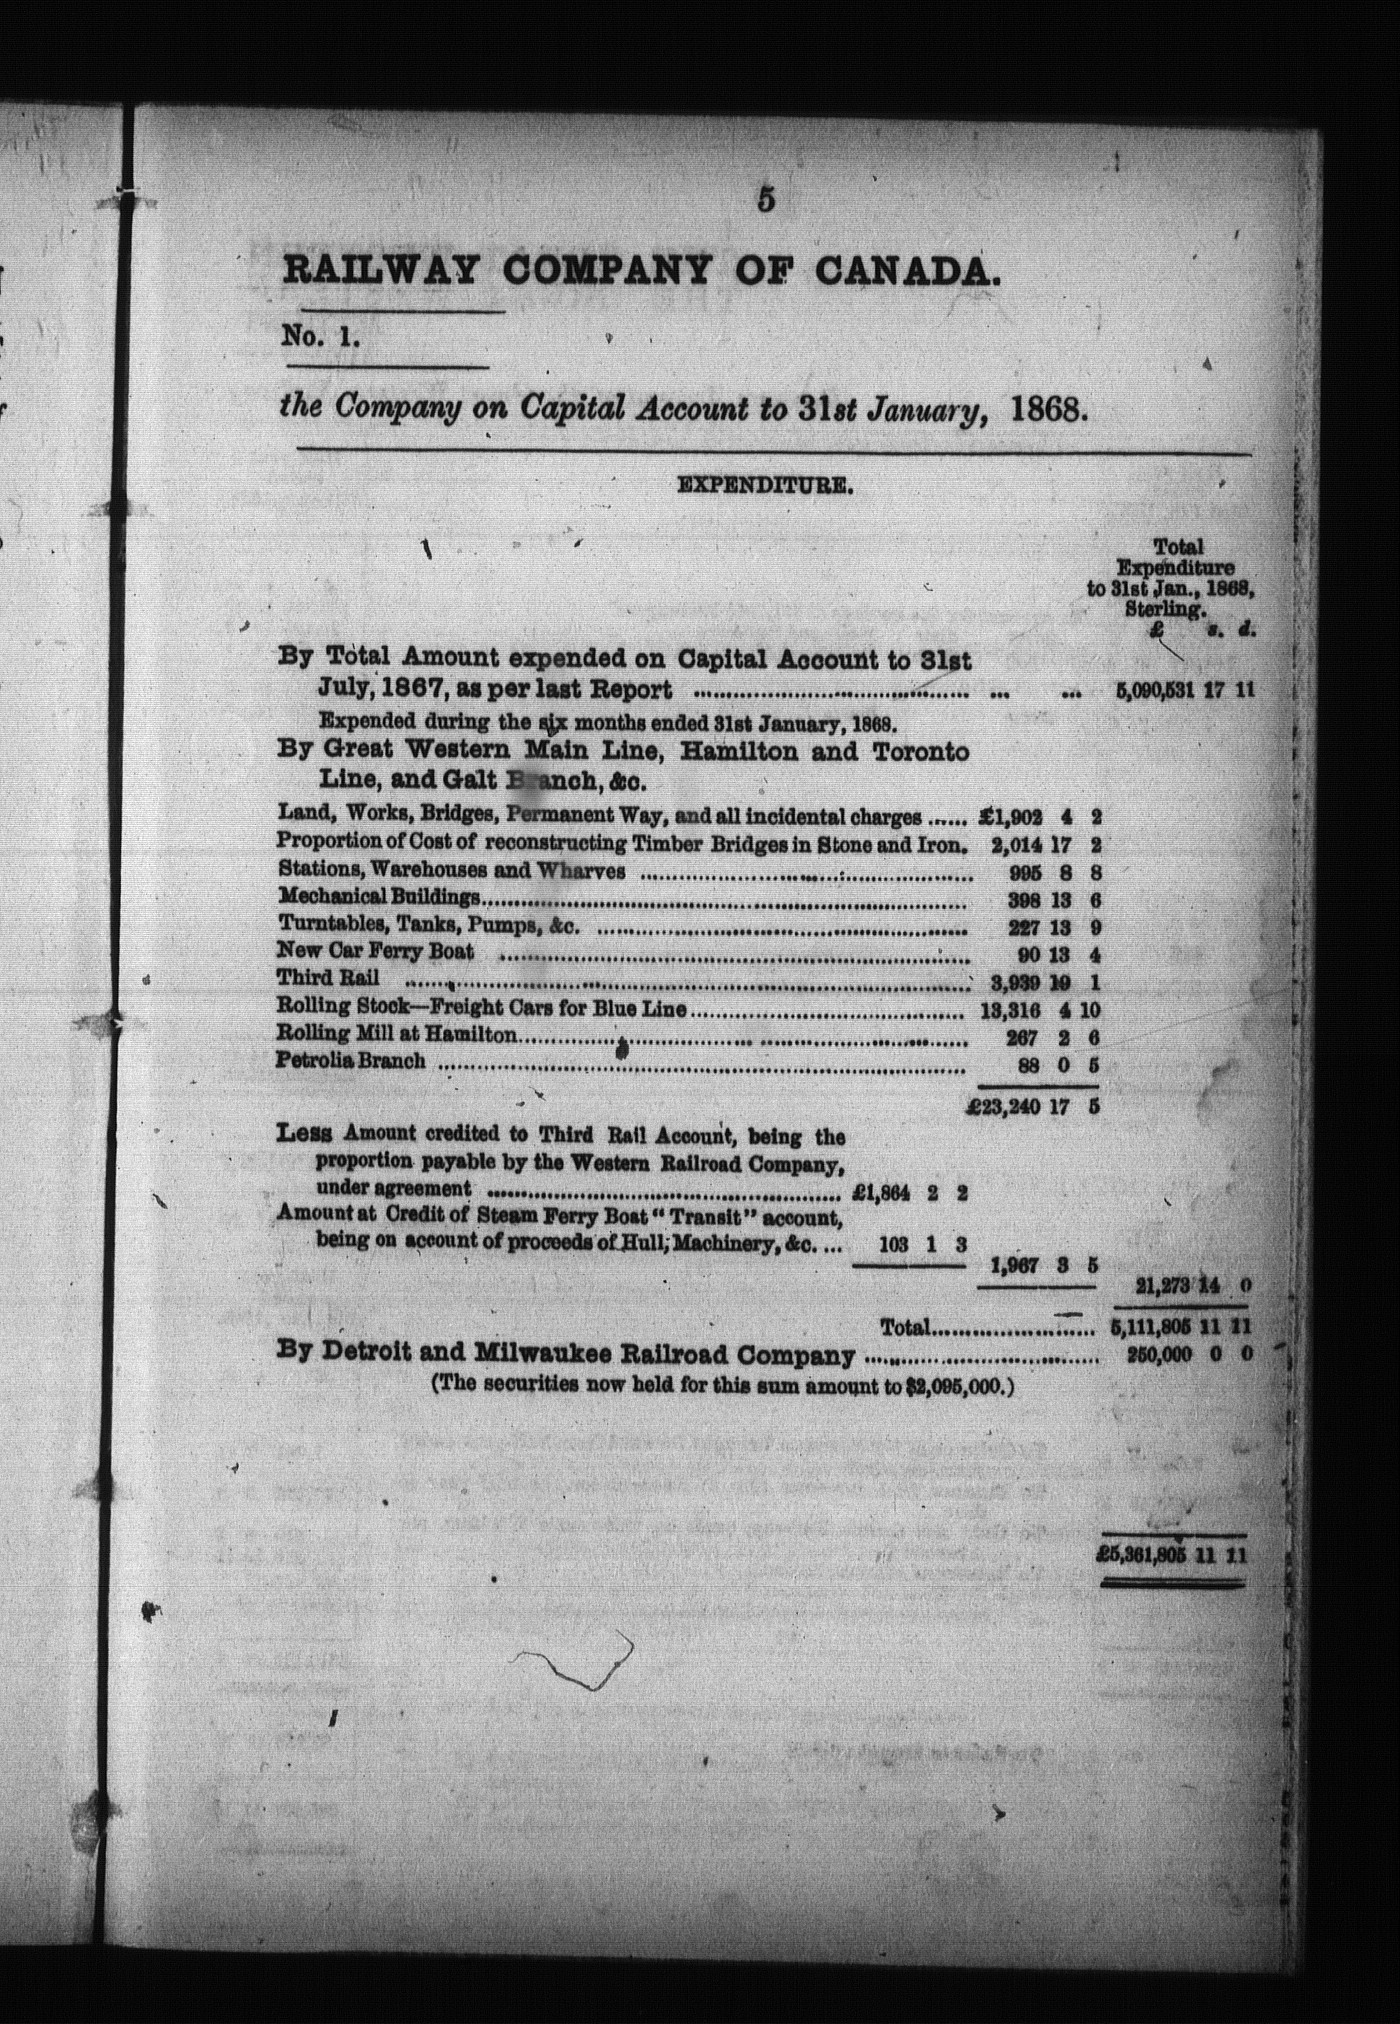 5
RAILWAY COMPANY OF CANADA.
No. 1.
the Company on Capital Account to 31st January, 1868.
EXPENDITURE.
Total
Expenditure
to 31st Jan., 1868,
Sterling.
£ s. d.
By Total Amount expended on Capital Account to 31st
July, 1867, as per last Report ........................................ ... ... 5,090,531 17 11
Expended during the six months ended 31st January, 1868.
By Great Western Main Line, Hamilton and Toronto
Line, and Galt Branch, &c.
Land, Works, Bridges, Permanent Way, and all incidental charges ...... £1,902 4 2
Proportion of Cost of reconstructing Timber Bridges in Stone and Iron. 2,014 17 2
Stations, Warehouses and Wharves ........................................ 995 8 8
Mechanical Buildings........................................ 398 13 6
Turntables, Tanks, Pumps, &c. ........................................ 227 13 9
New Car Ferry Boat ........................................ 90 13 4
Third Rail ........................................ 3,939 19 1
Rolling Stock—Freight Cars for Blue Line........................................ 13,316 4 10
Rolling Mill at Hamilton........................................ 267 2 6
Petrolia Branch ........................................ 88 0 5
£23,240 17 5
Less Amount credited to Third Rail Account, being the
proportion payable by the Western Railroad Company,
under agreement ........................................ £1,864 2 2
Amount at Credit of Steam Ferry Boat "Transit" account,
being on account of proceeds of Hull, Machinery, &c. ... 103 1 3
1,967 3 5
21,273 14 0
Total........................ 5,111,805 11 11
By Detroit and Milwaukee Railroad Company ........................ 250,000 0 0
(The securities now held for this sum amount to $2,095,000.)
£5,361,805 11 11